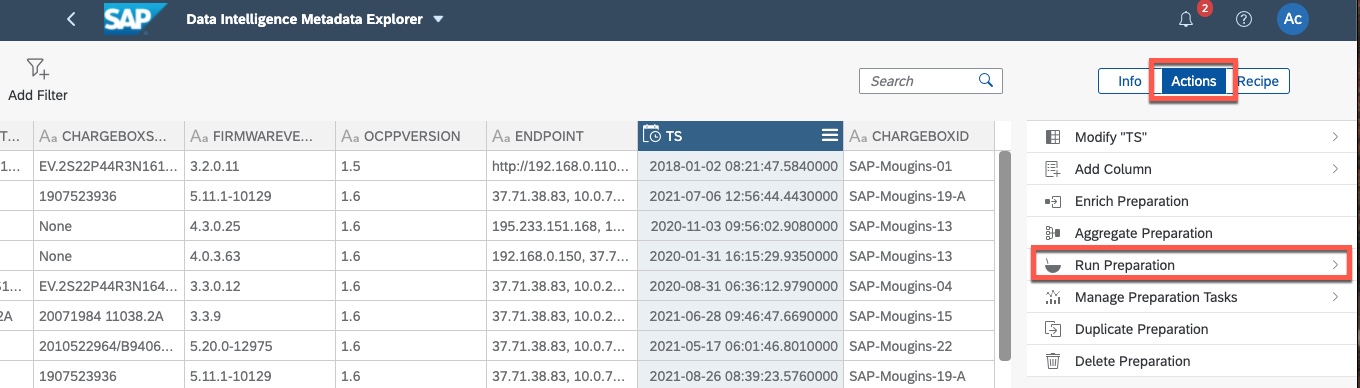 SAP Data Intelligence Metadata Explorer 2 Ac
Add Filter Search Info Actions Recipe
T... Aa CHARGEBOXS... Aa FIRMWAREVE... Aa OCPPVERSION Aa ENDPOINT TS Aa CHARGEBOXID
1... EV.2S22P44R3N161... 3.2.0.11 1.5 http://192.168.0.110... 2018-01-02 08:21:47.5840000 SAP-Mougins-01
1907523936 5.11.1-10129 1.6 37.71.38.83, 10.0.7... 2021-07-06 12:56:44.4430000 SAP-Mougins-19-A
None 4.3.0.25 1.6 195.233.151.168, 1... 2020-11-03 09:56:02.9080000 SAP-Mougins-13
None 4.0.3.63 1.6 192.168.0.150, 37.7... 2020-01-31 16:15:29.9350000 SAP-Mougins-13
S1... EV.2S22P44R3N164... 3.3.0.12 1.6 37.71.38.83, 10.0.2... 2020-08-31 06:36:12.9790000 SAP-Mougins-04
2A 20071984 11038.2A 3.3.9 1.6 37.71.38.83, 10.0.2... 2021-06-28 09:46:47.6690000 SAP-Mougins-15
2010522964/B9406... 5.20.0-12975 1.6 37.71.38.83, 10.0.7... 2021-05-17 06:01:46.8010000 SAP-Mougins-22
1907523936 5.11.1-10129 1.6 37.71.38.83, 10.0.7... 2021-08-26 08:39:23.5760000 SAP-Mougins-19-A
Modify "TS"
Add Column
Enrich Preparation
Aggregate Preparation
Run Preparation
Manage Preparation Tasks
Duplicate Preparation
Delete Preparation